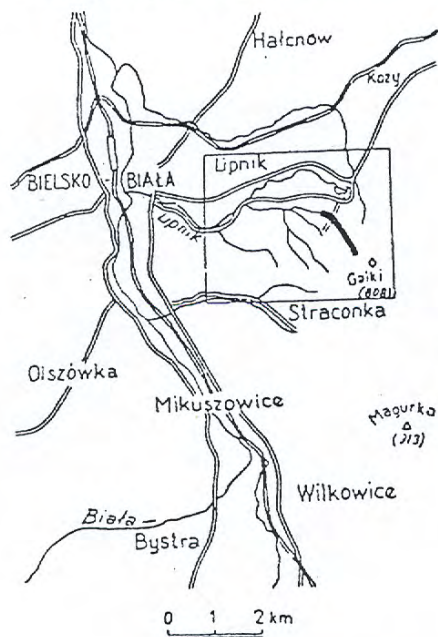 Hałcnów
Kozy
Lipnik
BIELSKO
BIAŁA
Lipnik
Gaiki
(808)
Straconka
Olszówka
Mikuszowice
Magurka
(913)
Wilkowice
Biała
Bystra
0 1 2 km